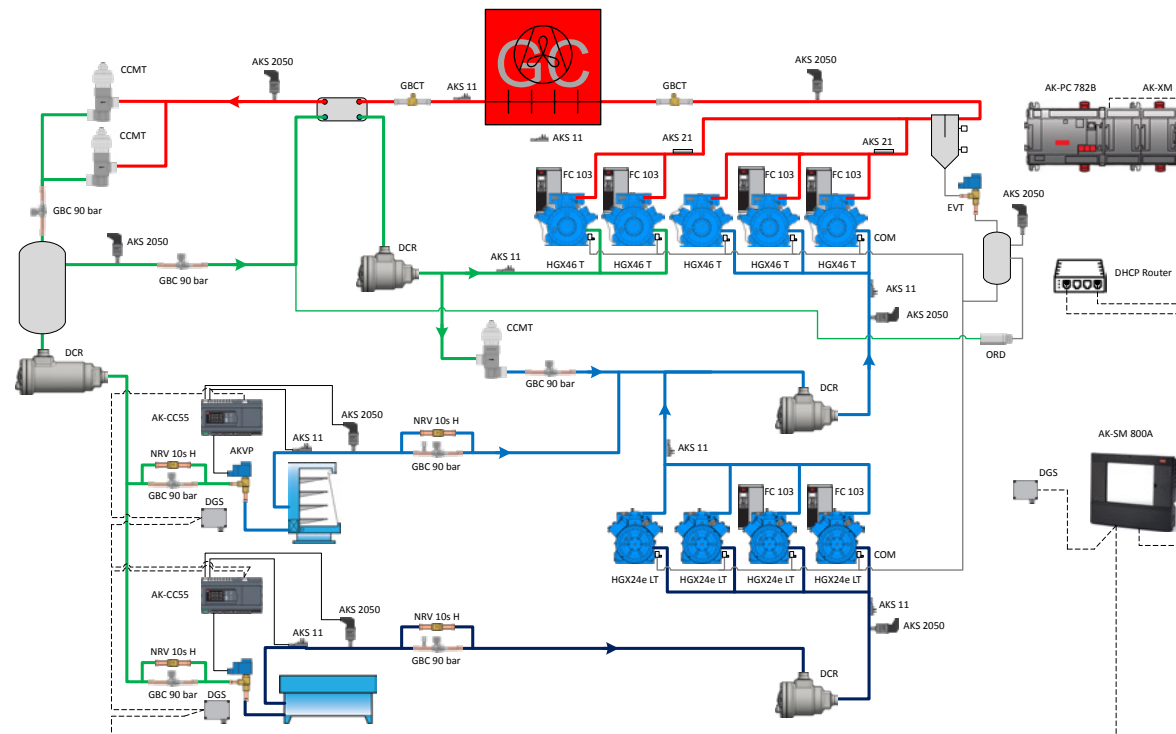 CCMT
AKS 2050
GBCT
AKS 11
GC
GBCT
AKS 2050
AK-PC 782B
AK-XM
CCMT
AKS 11
AKS 21
AKS 21
FC 103
FC 103
FC 103
FC 103
GBC 90 bar
EVT
AKS 2050
AKS 2050
DCR
COM
GBC 90 bar
AKS 11
HGX46 T
HGX46 T
HGX46 T
HGX46 T
HGX46 T
DHCP Router
AKS 11
CCMT
AKS 2050
ORD
DCR
GBC 90 bar
DCR
AK-CC55
AKS 2050
NRV 10s H
AKS 11
AKVP
AKS 11
AK-SM 800A
NRV 10s H
GBC 90 bar
GBC 90 bar
DGS
DGS
FC 103
FC 103
COM
HGX24e LT
HGX24e LT
HGX24e LT
HGX24e LT
AK-CC55
AKS 2050
NRV 10s H
AKS 11
AKS 11
AKS 2050
NRV 10s H
GBC 90 bar
GBC 90 bar
DGS
DCR